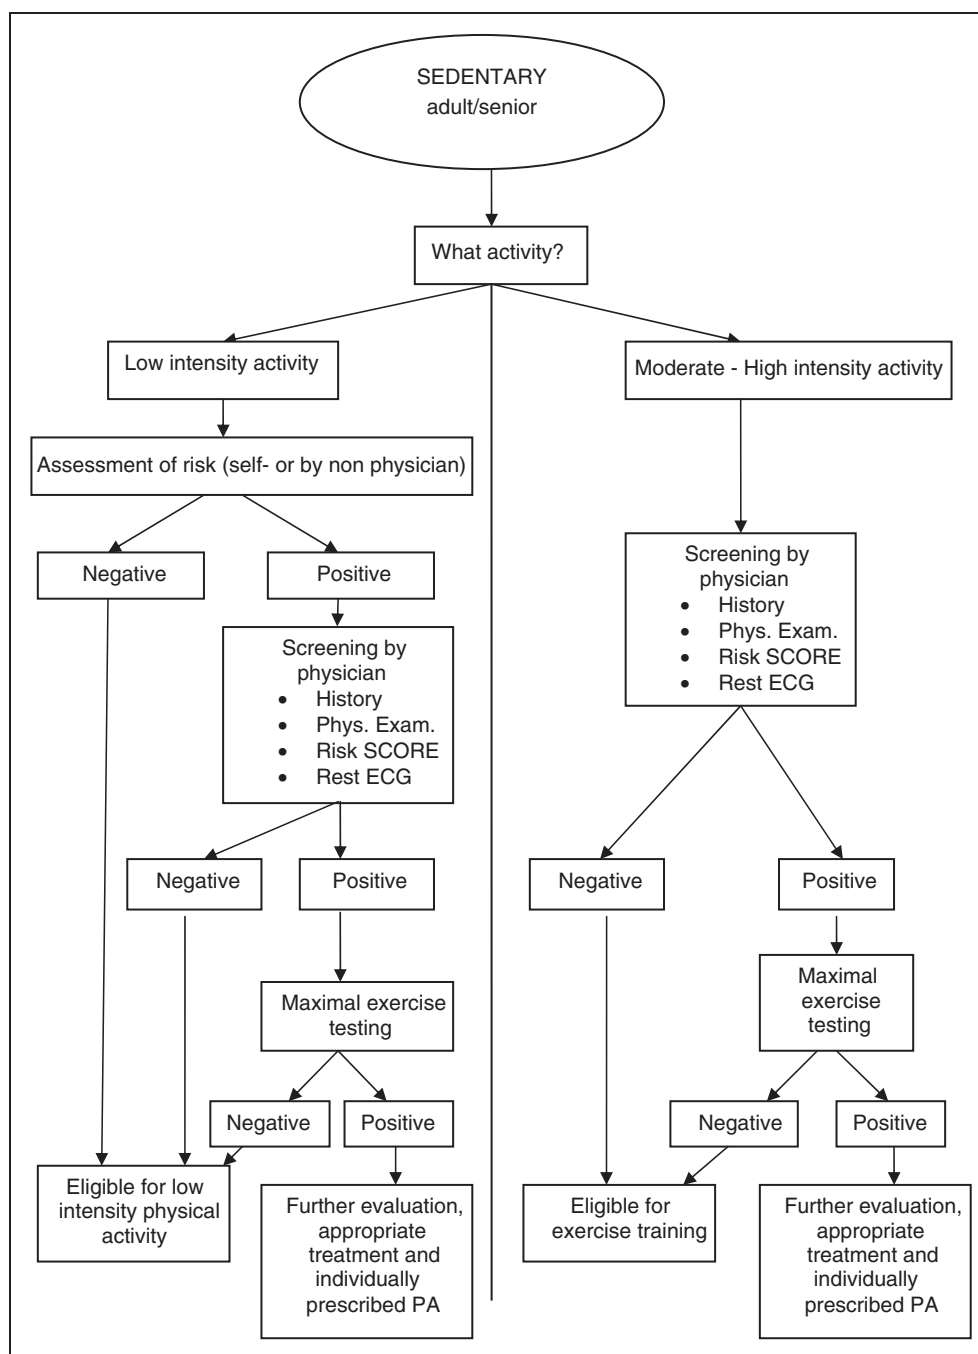 SEDENTARY
adult/senior
What activity?
Low intensity activity
Moderate - High intensity activity
Assessment of risk (self- or by non physician)
Negative
Positive
Screening by
physician
• History
• Phys. Exam.
• Risk SCORE
• Rest ECG
Screening by
physician
• History
• Phys. Exam.
• Risk SCORE
• Rest ECG
Negative
Positive
Negative
Positive
Maximal exercise
testing
Maximal
exercise
testing
Negative
Positive
Negative
Positive
Eligible for low
intensity physical
activity
Further evaluation,
appropriate
treatment and
individually
prescribed PA
Eligible for
exercise training
Further evaluation,
appropriate
treatment and
individually
prescribed PA